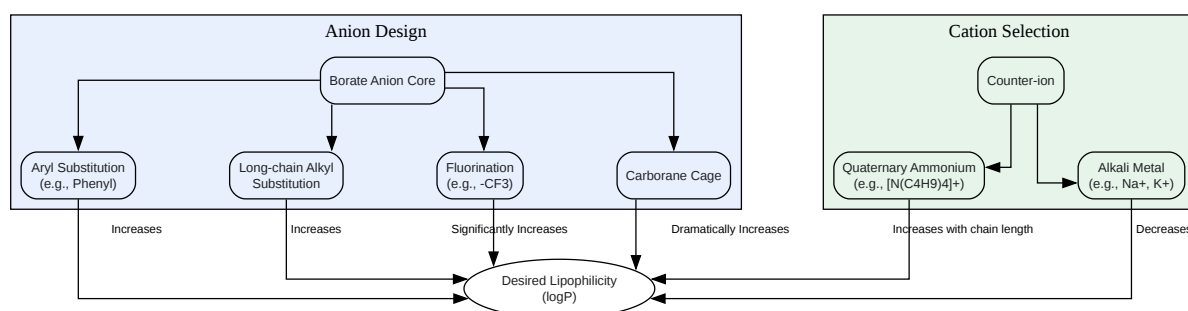 Anion Design
Cation Selection
Borate Anion Core
Counter-ion
Aryl Substitution
(e.g., Phenyl)
Long-chain Alkyl
Substitution
Fluorination
(e.g., -CF3)
Carborane Cage
Quaternary Ammonium
(e.g., [N(C4H9)4]+)
Alkali Metal
(e.g., Na+, K+)
Increases
Increases
Significantly Increases
Dramatically Increases
Increases with chain length
Decreases
Desired Lipophilicity
(logP)